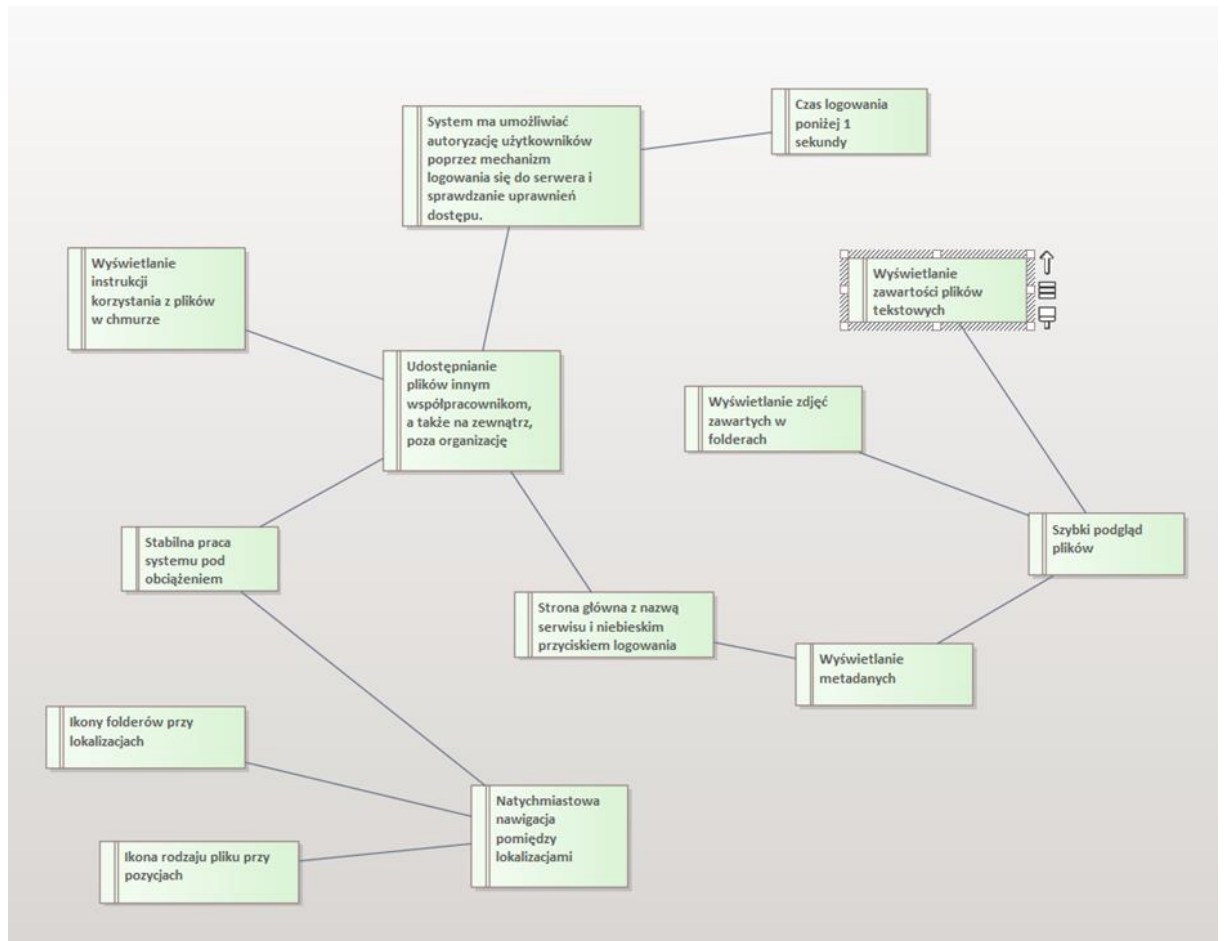 System ma umożliwiać
autoryzację użytkowników
poprzez mechanizm
logowania się do serwera i
sprawdzanie uprawnień
dostępu.
Czas logowania
poniżej 1
sekundy
Wyświetlanie
instrukcji
korzystania z plików
w chmurze
Wyświetlanie
zawartości plików
tekstowych
Udostępnianie
plików innym
współpracownikom,
a także na zewnątrz,
poza organizację
Wyświetlanie zdjęć
zawartych w
folderach
Stabilna praca
systemu pod
obciążeniem
Szybki podgląd
plików
Strona główna z nazwą
serwisu i niebieskim
przyciskiem logowania
Wyświetlanie
metadanych
Ikony folderów przy
lokalizacjach
Natychmiastowa
nawigacja
pomiędzy
lokalizacjami
Ikona rodzaju pliku przy
pozycjach